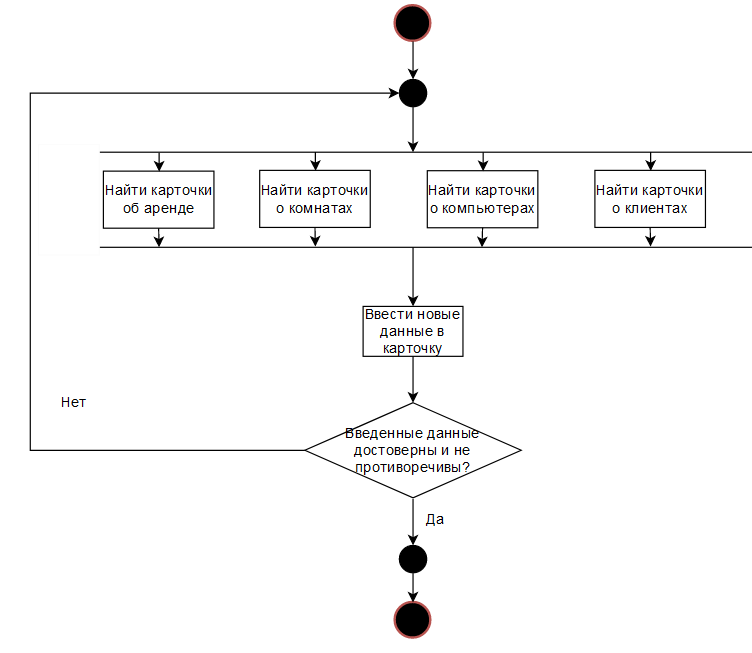 Найти карточки
об аренде
Найти карточки
о комнатах
Найти карточки
о компьютерах
Найти карточки
о клиентах
Ввести новые
данные в
карточку
Нет
Введенные данные
достоверны и не
противоречивы?
Да